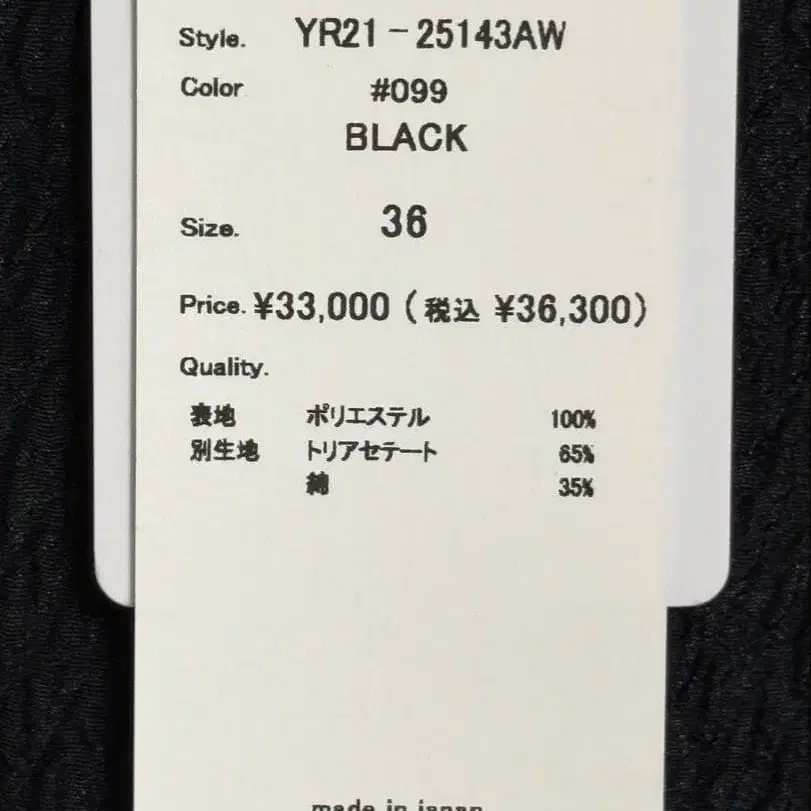 Style. YR21-25143AW
Color #099
BLACK
Size. 36
Price. ¥33,000 (税込 ¥36,300)
Quality.
表地 ポリエステル 100%
別生地 トリアセテート 65%
綿 35%
made in japan